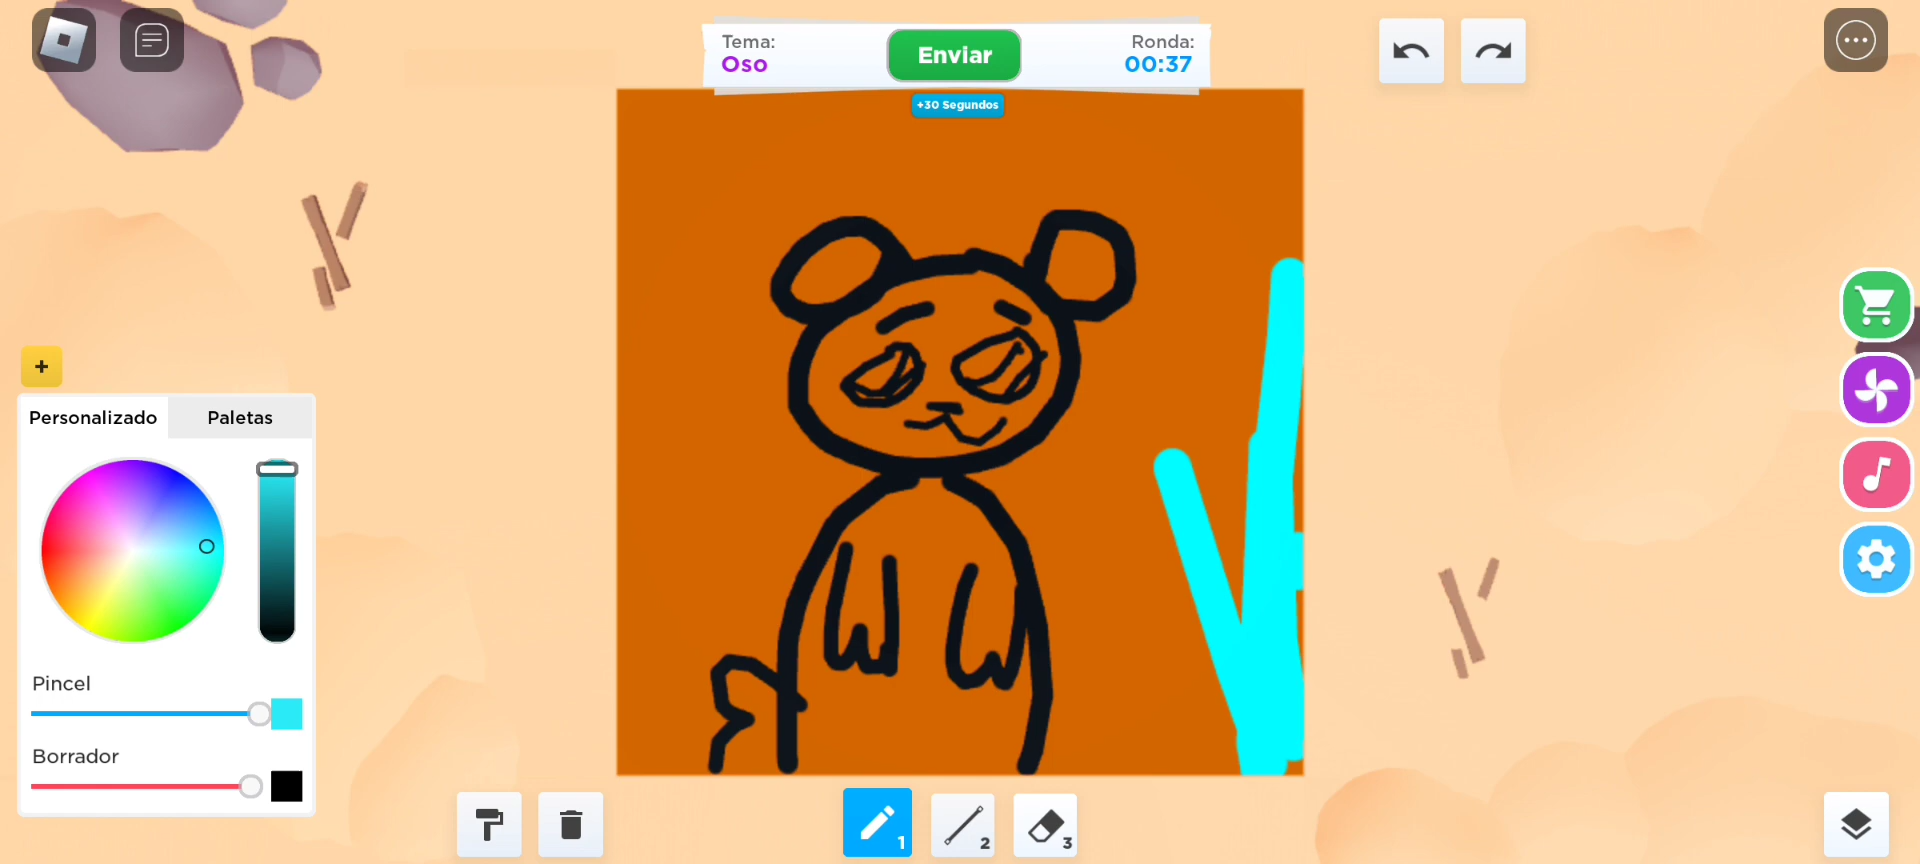 Tema:
Oso
Enviar
Ronda:
00:37
+30 Segundos
+
Personalizado
Paletas
Pincel
Borrador
1
2
3